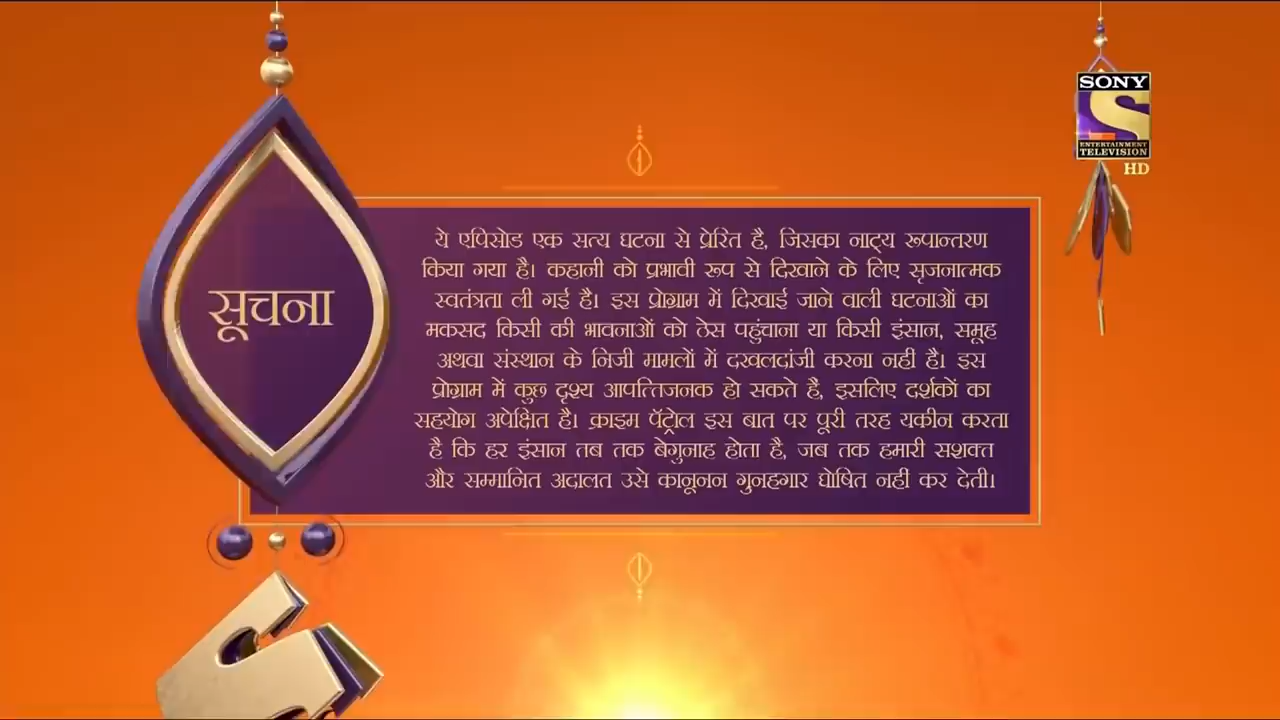 सूचना
ये एपिसोड एक सत्य घटना से प्रेरित है, जिसका नाट्य रूपान्तरण
किया गया है। कहानी को प्रभावी रूप से दिखाने के लिए सृजनात्मक
स्वतंत्रता ली गई है। इस प्रोग्राम में दिखाई जाने वाली घटनाओं का
मकसद किसी की भावनाओं को ठेस पहुंचाना या किसी इंसान, समूह
अथवा संस्थान के निजी मामलों में दखलदांजी करना नहीं है। इस
प्रोग्राम में कुछ दृश्य आपत्तिजनक हो सकते हैं, इसलिए दर्शकों का
सहयोग अपेक्षित है। क्राइम पॅट्रोल इस बात पर पूरी तरह यकीन करता
है कि हर इंसान तब तक बेगुनाह होता है, जब तक हमारी सशक्त
और सम्मानित अदालत उसे कानूनन गुनहगार घोषित नहीं कर देती।
SONY
ENTERTAINMENT
TELEVISION
HD